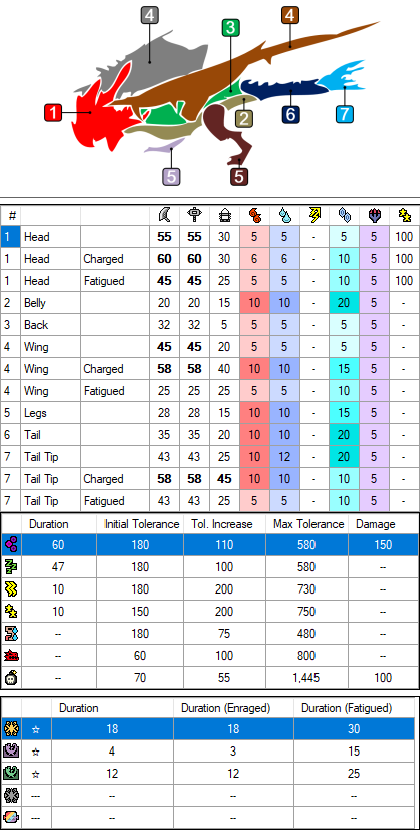 4
4
3
1
2
6
7
5
5
#
1 Head 55 55 30 5 5 - 5 5 100
1 Head Charged 60 60 30 6 6 - 10 5 100
1 Head Fatigued 45 45 25 5 5 - 10 5 100
2 Belly 20 20 15 10 10 - 20 5 -
3 Back 32 32 5 5 5 - 5 5 -
4 Wing 45 45 20 5 5 - 5 5 -
4 Wing Charged 58 58 40 10 10 - 15 5 -
4 Wing Fatigued 25 25 25 5 5 - 10 5 -
5 Legs 28 28 15 10 10 - 15 5 -
6 Tail 35 35 20 10 10 - 20 5 -
7 Tail Tip 43 43 25 10 12 - 20 5 -
7 Tail Tip Charged 58 58 45 10 10 - 10 5 -
7 Tail Tip Fatigued 43 43 25 5 5 - 10 5 -
Duration Initial Tolerance Tol. Increase Max Tolerance Damage
60 180 110 580 150
47 180 100 580 --
10 180 200 730 --
10 150 200 750 --
-- 180 75 480 --
-- 60 100 800 --
-- 70 55 1,445 100
Duration Duration (Enraged) Duration (Fatigued)
☆ 18 18 30
☆ 4 3 15
☆ 12 12 25
--- -- -- --
--- -- -- --